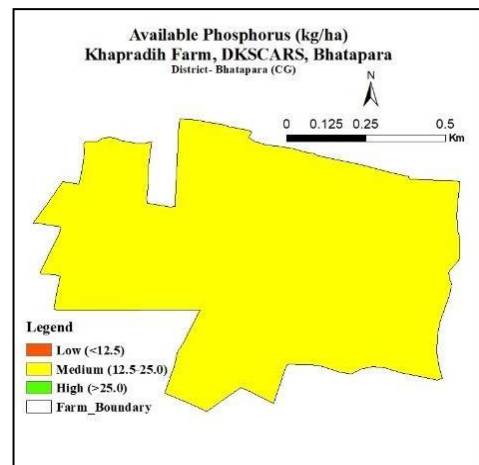 Available Phosphorus (kg/ha)
Khapradih Farm, DKSCARS, Bhatapara
District- Bhatapara (CG)
N
0 0.125 0.25 0.5
Km
Legend
Low (<12.5)
Medium (12.5-25.0)
High (>25.0)
Farm_Boundary